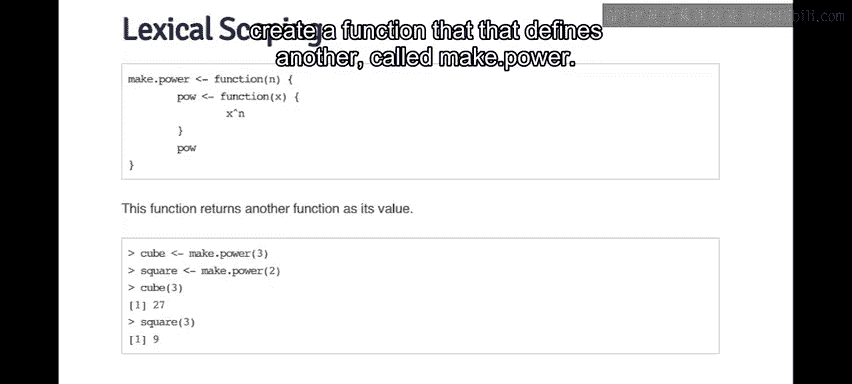 Lexical Scoping
create a function that that defines
another, called make.power.
make.power <- function(n) {
pow <- function(x) {
x^n
}
pow
}
This function returns another function as its value.
> cube <- make.power(3)
> square <- make.power(2)
> cube(3)
[1] 27
> square(3)
[1] 9